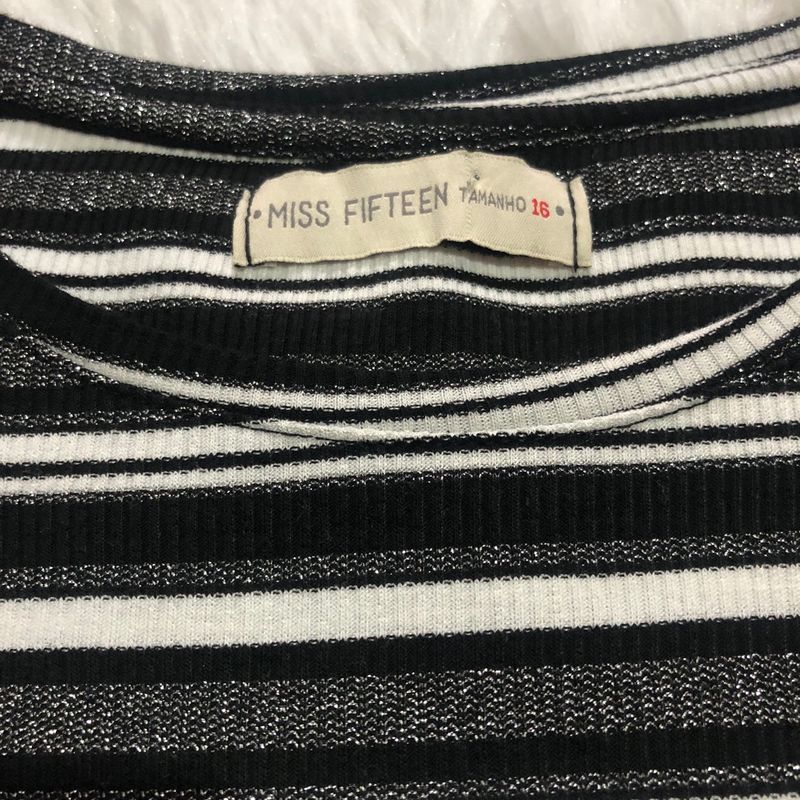 • MISS FIFTEEN TAMANHO 16 •